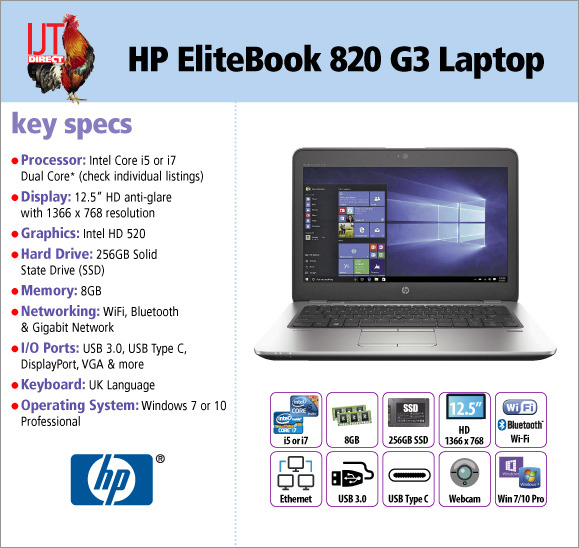 IJT
DIRECT
HP EliteBook 820 G3 Laptop
key specs
Processor: Intel Core i5 or i7
Dual Core* (check individual listings)
Display: 12.5” HD anti-glare
with 1366 x 768 resolution
Graphics: Intel HD 520
Hard Drive: 256GB Solid
State Drive (SSD)
Memory: 8GB
Networking: WiFi, Bluetooth
& Gigabit Network
I/O Ports: USB 3.0, USB Type C,
DisplayPort, VGA & more
Keyboard: UK Language
Operating System: Windows 7 or 10
Professional
hp®
hp
i5 or i7
8GB
SSD
256GB SSD
12.5”
HD
1366 x 768
WiFi
Bluetooth®
Wi-Fi
Ethernet
USB 3.0
USB Type C
Webcam
Win 7/10 Pro